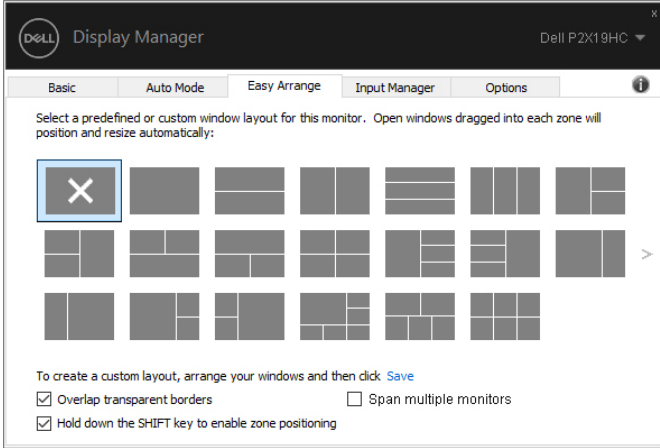 x
DELL Display Manager Dell P2X19HC
Basic Auto Mode Easy Arrange Input Manager Options i
Select a predefined or custom window layout for this monitor. Open windows dragged into each zone will
position and resize automatically:
>
To create a custom layout, arrange your windows and then click Save
Overlap transparent borders Span multiple monitors
Hold down the SHIFT key to enable zone positioning